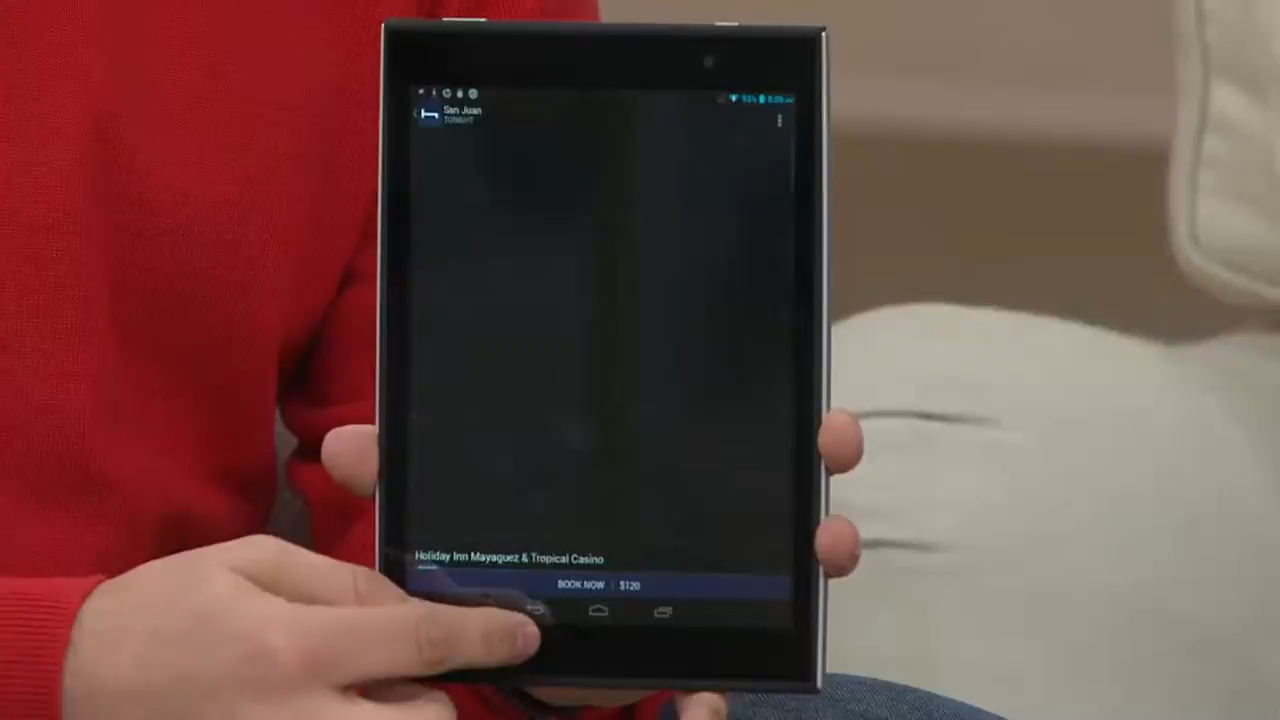 San Juan
TONIGHT
Holiday Inn Mayaguez & Tropical Casino
BOOK NOW | $120